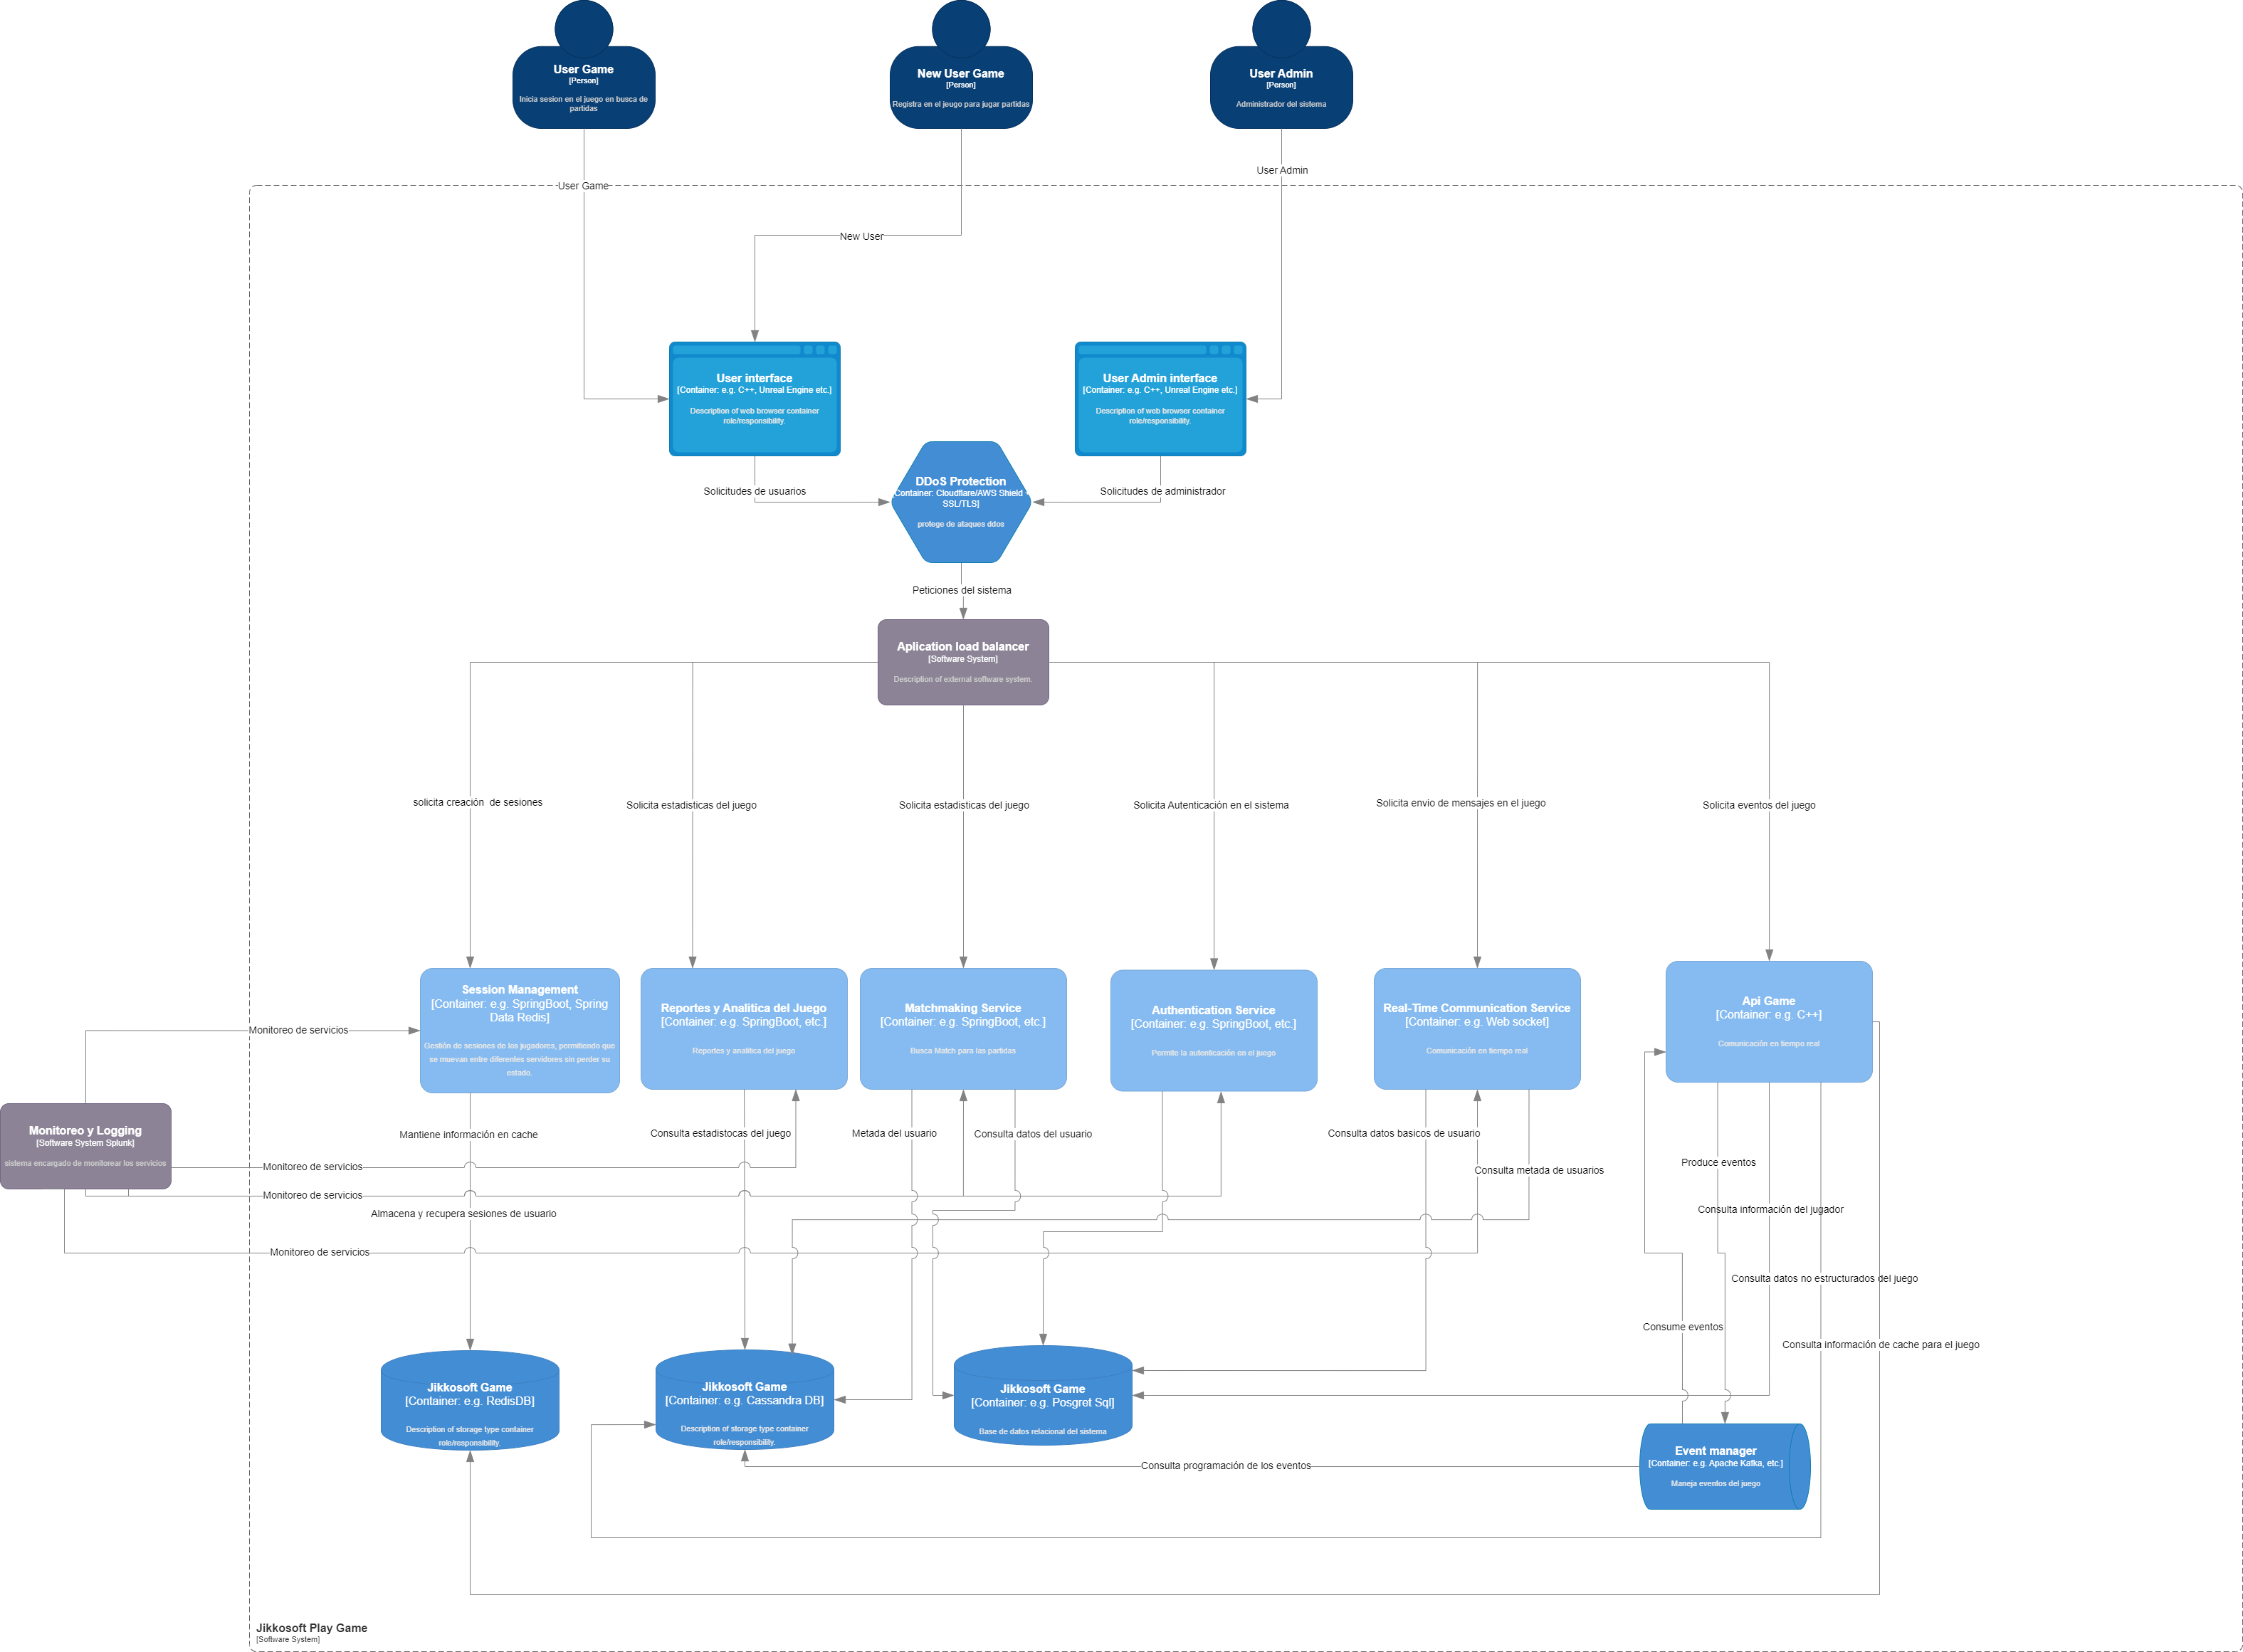 User Game
[Person]
Inicia sesion en el juego en busca de
partidas
New User Game
[Person]
Registra en el jeugo para jugar partidas
User Admin
[Person]
Administrador del sistema
User Admin
User Game
New User
User interface
[Container: e.g. C++, Unreal Engine etc.]
Description of web browser container
role/responsibility.
User Admin interface
[Container: e.g. C++, Unreal Engine etc.]
Description of web browser container
role/responsibility.
DDoS Protection
Container: Cloudflare/AWS Shield +
SSL/TLS]
protege de ataques ddos
Solicitudes de usuarios
Solicitudes de administrador
Peticiones del sistema
Aplication load balancer
[Software System]
Description of external software system.
solicita creación  de sesiones
Solicita estadisticas del juego
Solicita estadisticas del juego
Solicita Autenticación en el sistema
Solicita envio de mensajes en el juego
Solicita eventos del juego
Session Management
[Container: e.g. SpringBoot, Spring
Data Redis]
Gestión de sesiones de los jugadores, permitiendo que
se muevan entre diferentes servidores sin perder su
estado.
Reportes y Analitica del Juego
[Container: e.g. SpringBoot, etc.]
Reportes y analitica del juego
Matchmaking Service
[Container: e.g. SpringBoot, etc.]
Busca Match para las partidas
Authentication Service
[Container: e.g. SpringBoot, etc.]
Permite la autenticación en el juego
Real-Time Communication Service
[Container: e.g. Web socket]
Comunicación en tiempo real
Api Game
[Container: e.g. C++]
Comunicación en tiempo real
Monitoreo de servicios
Monitoreo y Logging
[Software System Splunk]
sistema encargado de monitorear los servicios
Mantiene información en cache
Consulta estadistocas del juego
Metada del usuario
Consulta datos del usuario
Consulta datos basicos de usuario
Produce eventos
Monitoreo de servicios
Consulta metada de usuarios
Monitoreo de servicios
Almacena y recupera sesiones de usuario
Consulta información del jugador
Monitoreo de servicios
Consulta datos no estructurados del juego
Consume eventos
Consulta información de cache para el juego
Jikkosoft Game
[Container: e.g. RedisDB]
Description of storage type container
role/responsibility.
Jikkosoft Game
[Container: e.g. Cassandra DB]
Description of storage type container
role/responsibility.
Jikkosoft Game
[Container: e.g. Posgret Sql]
Base de datos relacional del sistema
Event manager
[Container: e.g. Apache Kafka, etc.]
Maneja eventos del juego
Consulta programación de los eventos
Jikkosoft Play Game
[Software System]